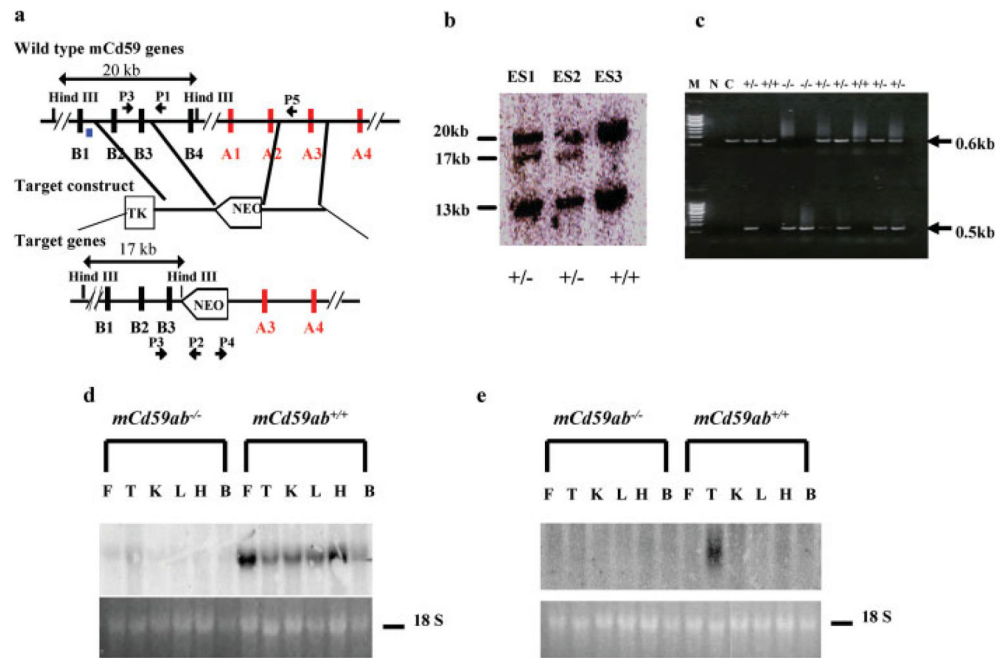 a
Wild type mCd59 genes
20 kb
Hind III P3 P1 Hind III P5
B1 B2 B3 B4 A1 A2 A3 A4
Target construct
TK NEO
Target genes
17 kb
Hind III Hind III
NEO
B1 B2 B3 A3 A4
P3 P2 P4
b
ES1 ES2 ES3
20kb
17kb
13kb
+/- +/- +/+
c
M N C +/- +/+ -/- -/- +/- +/- +/+ +/- +/-
0.6kb
0.5kb
d
mCd59ab-/- mCd59ab+/+
F T K L H B F T K L H B
18 S
e
mCd59ab-/- mCd59ab+/+
F T K L H B F T K L H B
18 S